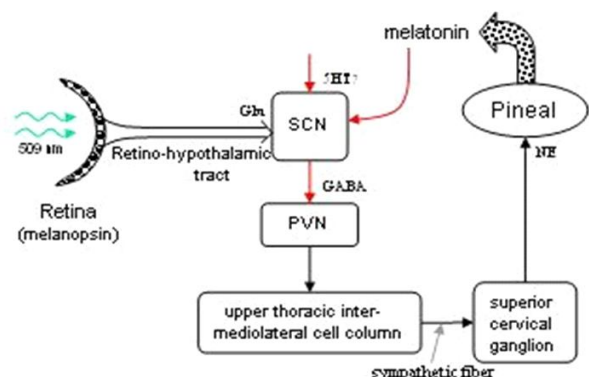 melatonin
5HT7
Pineal
Gln
SCN
509 nm
NE
Retino-hypothalamic
tract
GABA
Retina
(melanopsin)
PVN
upper thoracic inter-
mediolateral cell column
superior
cervical
ganglion
sympathetic fiber